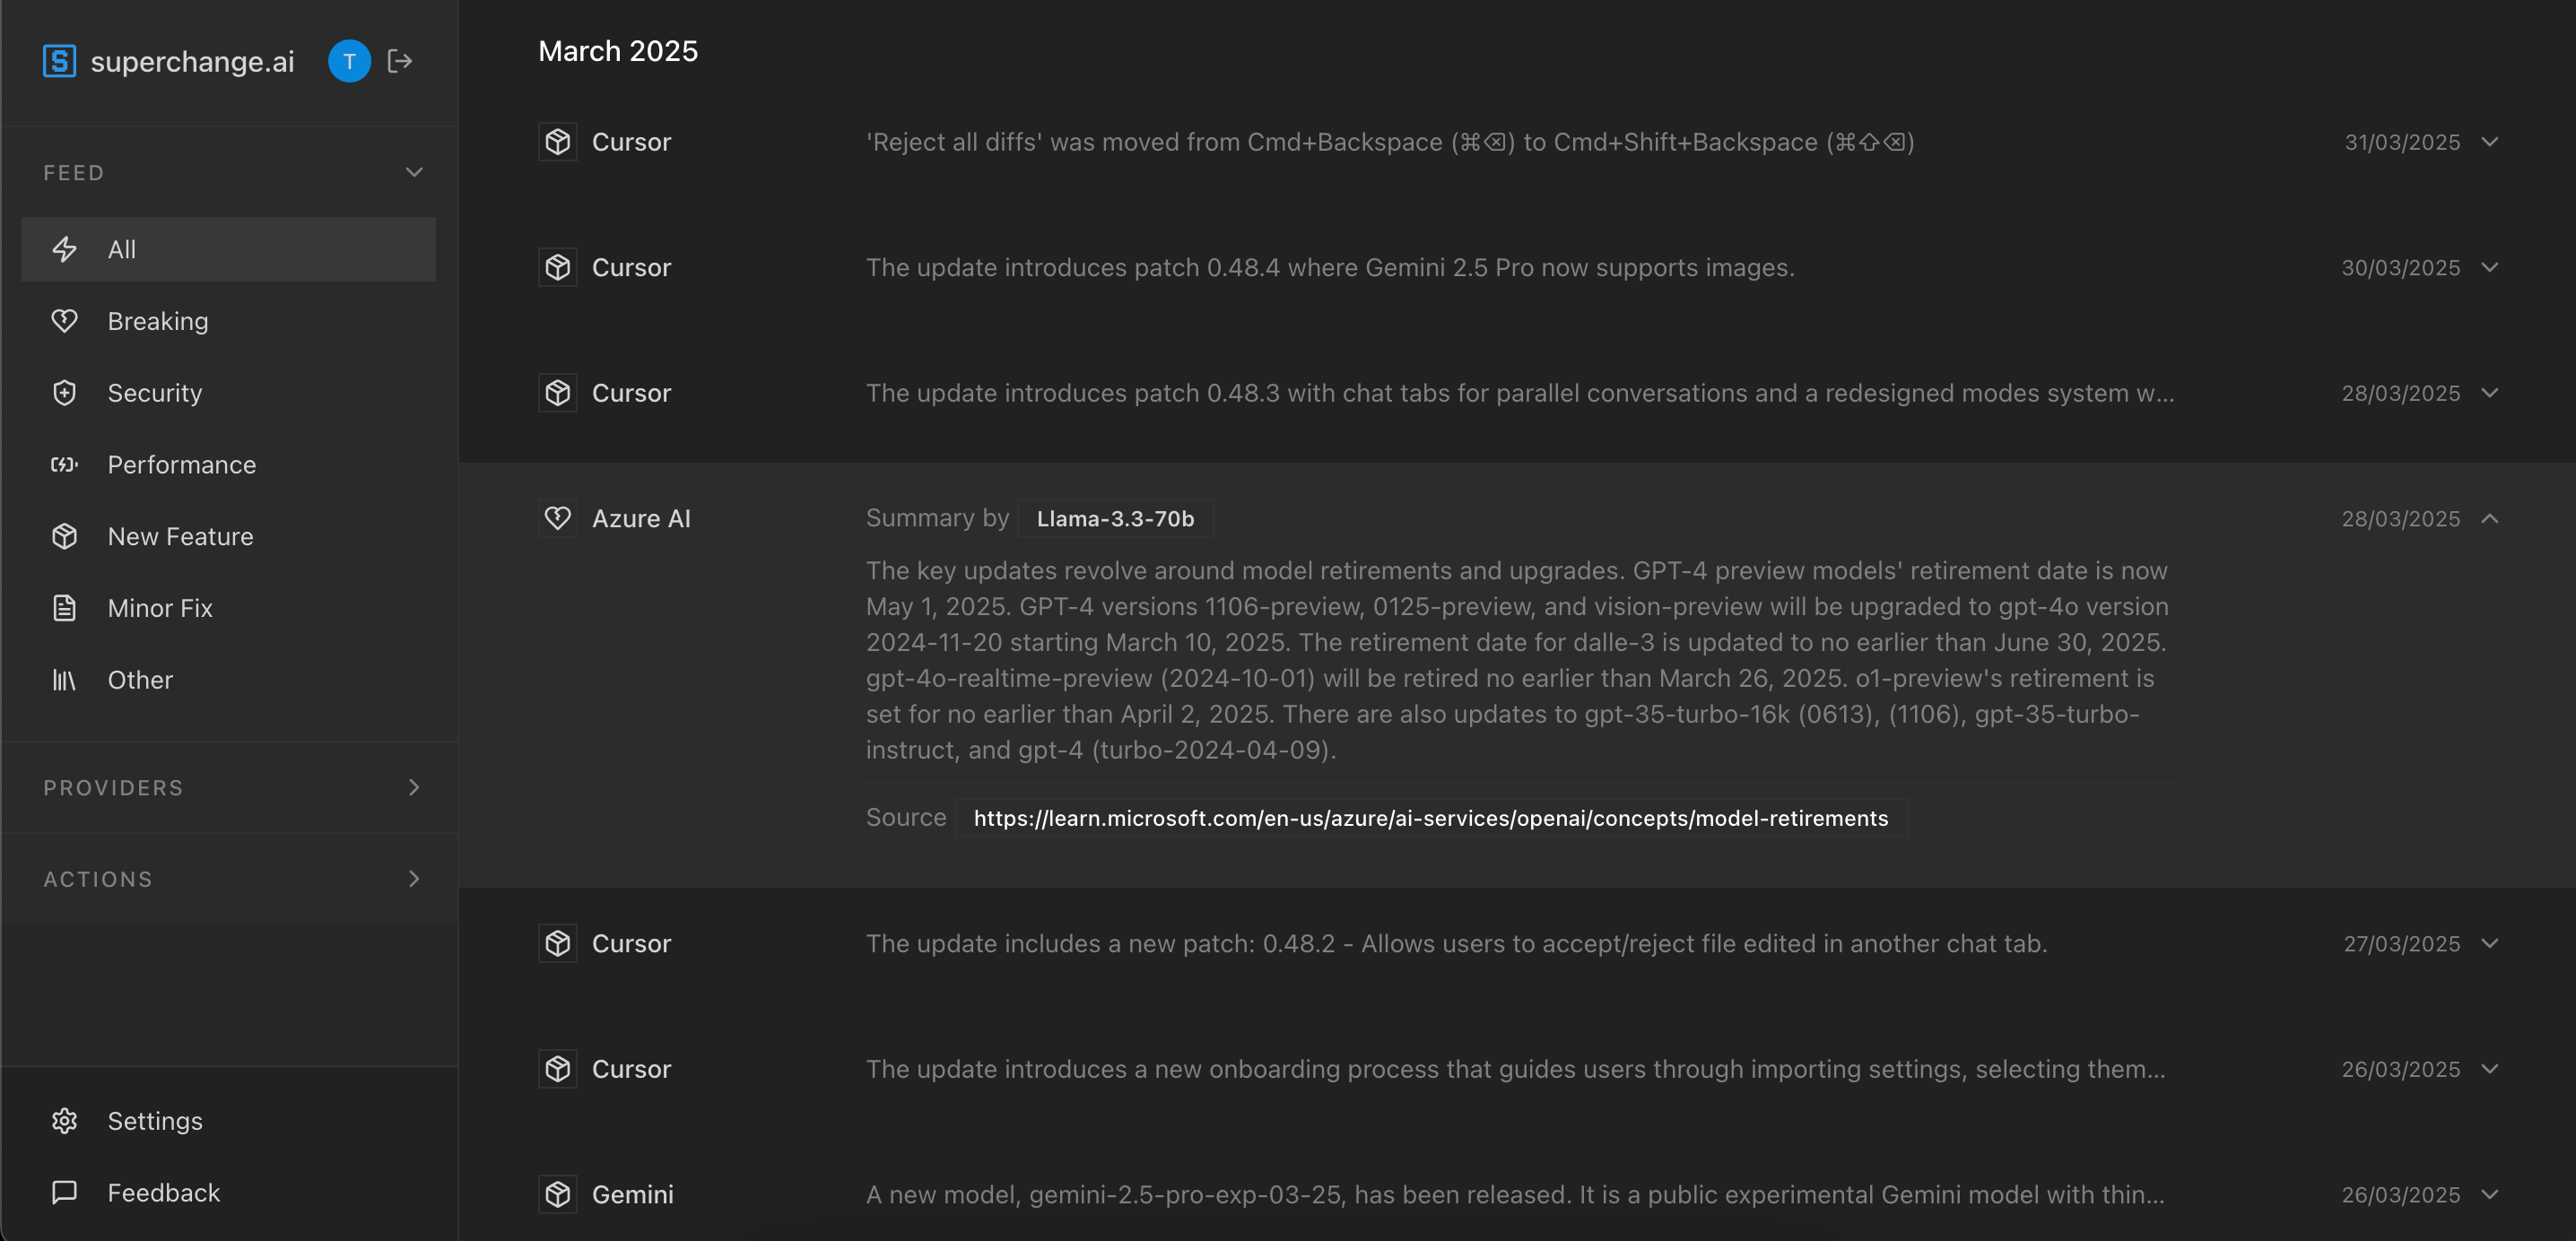 superchange.ai T
FEED
All
Breaking
Security
Performance
New Feature
Minor Fix
Other
PROVIDERS
ACTIONS
Settings
Feedback
March 2025
Cursor 'Reject all diffs' was moved from Cmd+Backspace (⌘⌫) to Cmd+Shift+Backspace (⌘⇧⌫) 31/03/2025
Cursor The update introduces patch 0.48.4 where Gemini 2.5 Pro now supports images. 30/03/2025
Cursor The update introduces patch 0.48.3 with chat tabs for parallel conversations and a redesigned modes system w... 28/03/2025
Azure AI Summary by Llama-3.3-70b 28/03/2025
The key updates revolve around model retirements and upgrades. GPT-4 preview models' retirement date is now
May 1, 2025. GPT-4 versions 1106-preview, 0125-preview, and vision-preview will be upgraded to gpt-4o version
2024-11-20 starting March 10, 2025. The retirement date for dalle-3 is updated to no earlier than June 30, 2025.
gpt-4o-realtime-preview (2024-10-01) will be retired no earlier than March 26, 2025. o1-preview's retirement is
set for no earlier than April 2, 2025. There are also updates to gpt-35-turbo-16k (0613), (1106), gpt-35-turbo-
instruct, and gpt-4 (turbo-2024-04-09).
Source https://learn.microsoft.com/en-us/azure/ai-services/openai/concepts/model-retirements
Cursor The update includes a new patch: 0.48.2 - Allows users to accept/reject file edited in another chat tab. 27/03/2025
Cursor The update introduces a new onboarding process that guides users through importing settings, selecting them... 26/03/2025
Gemini A new model, gemini-2.5-pro-exp-03-25, has been released. It is a public experimental Gemini model with thin... 26/03/2025